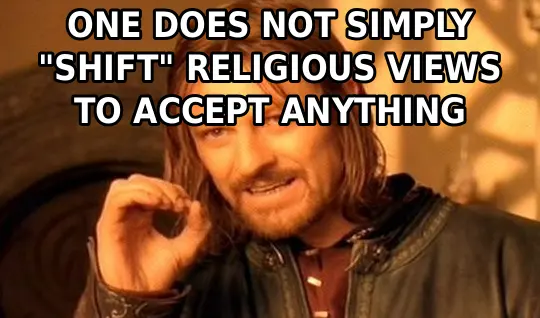 ONE DOES NOT SIMPLY
"SHIFT" RELIGIOUS VIEWS
TO ACCEPT ANYTHING